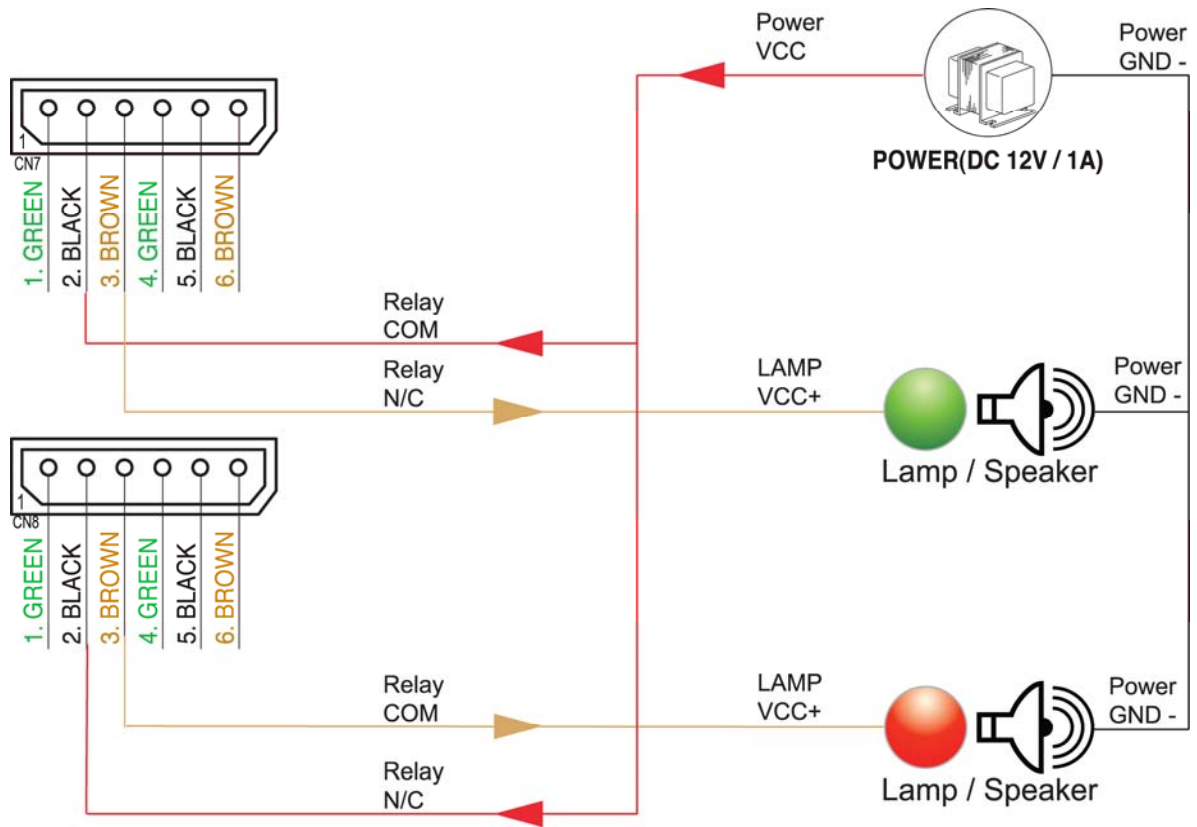 Power
VCC
Power
GND -
POWER(DC 12V / 1A)
1
CN7
1. GREEN
2. BLACK
3. BROWN
4. GREEN
5. BLACK
6. BROWN
Relay
COM
Relay
N/C
LAMP
VCC+
Power
GND -
Lamp / Speaker
1
CN8
1. GREEN
2. BLACK
3. BROWN
4. GREEN
5. BLACK
6. BROWN
Relay
COM
LAMP
VCC+
Power
GND -
Relay
N/C
Lamp / Speaker